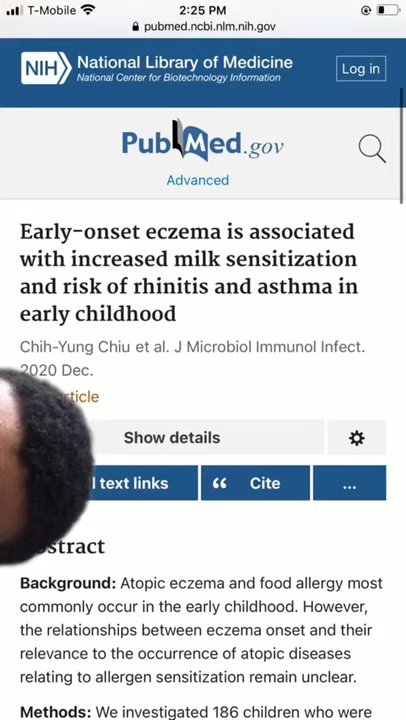 T-Mobile 2:25 PM
pubmed.ncbi.nlm.nih.gov
NIH National Library of Medicine
National Center for Biotechnology Information
Log in
PubMed.gov
Advanced
Early-onset eczema is associated
with increased milk sensitization
and risk of rhinitis and asthma in
early childhood
Chih-Yung Chiu et al. J Microbiol Immunol Infect.
2020 Dec.
Show details
text links
Cite
...
Background: Atopic eczema and food allergy most
commonly occur in the early childhood. However,
the relationships between eczema onset and their
relevance to the occurrence of atopic diseases
relating to allergen sensitization remain unclear.
Methods: We investigated 186 children who were